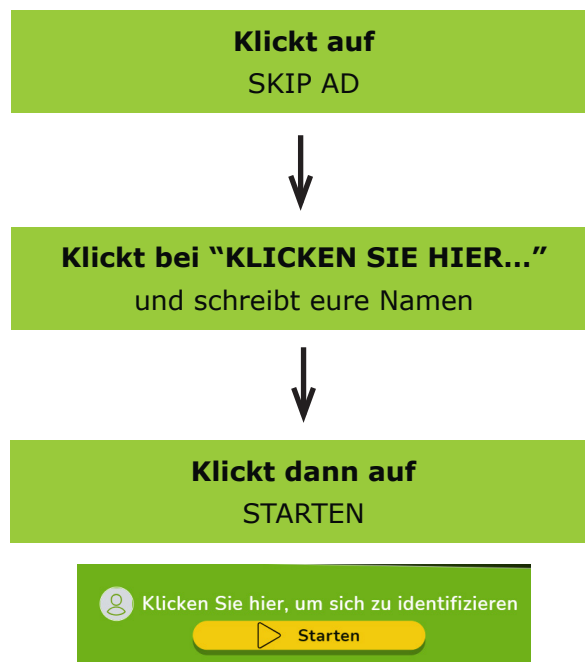 Klickt auf
SKIP AD
Klickt bei “KLICKEN SIE HIER...”
und schreibt eure Namen
Klickt dann auf
STARTEN
Klicken Sie hier, um sich zu identifizieren
Starten